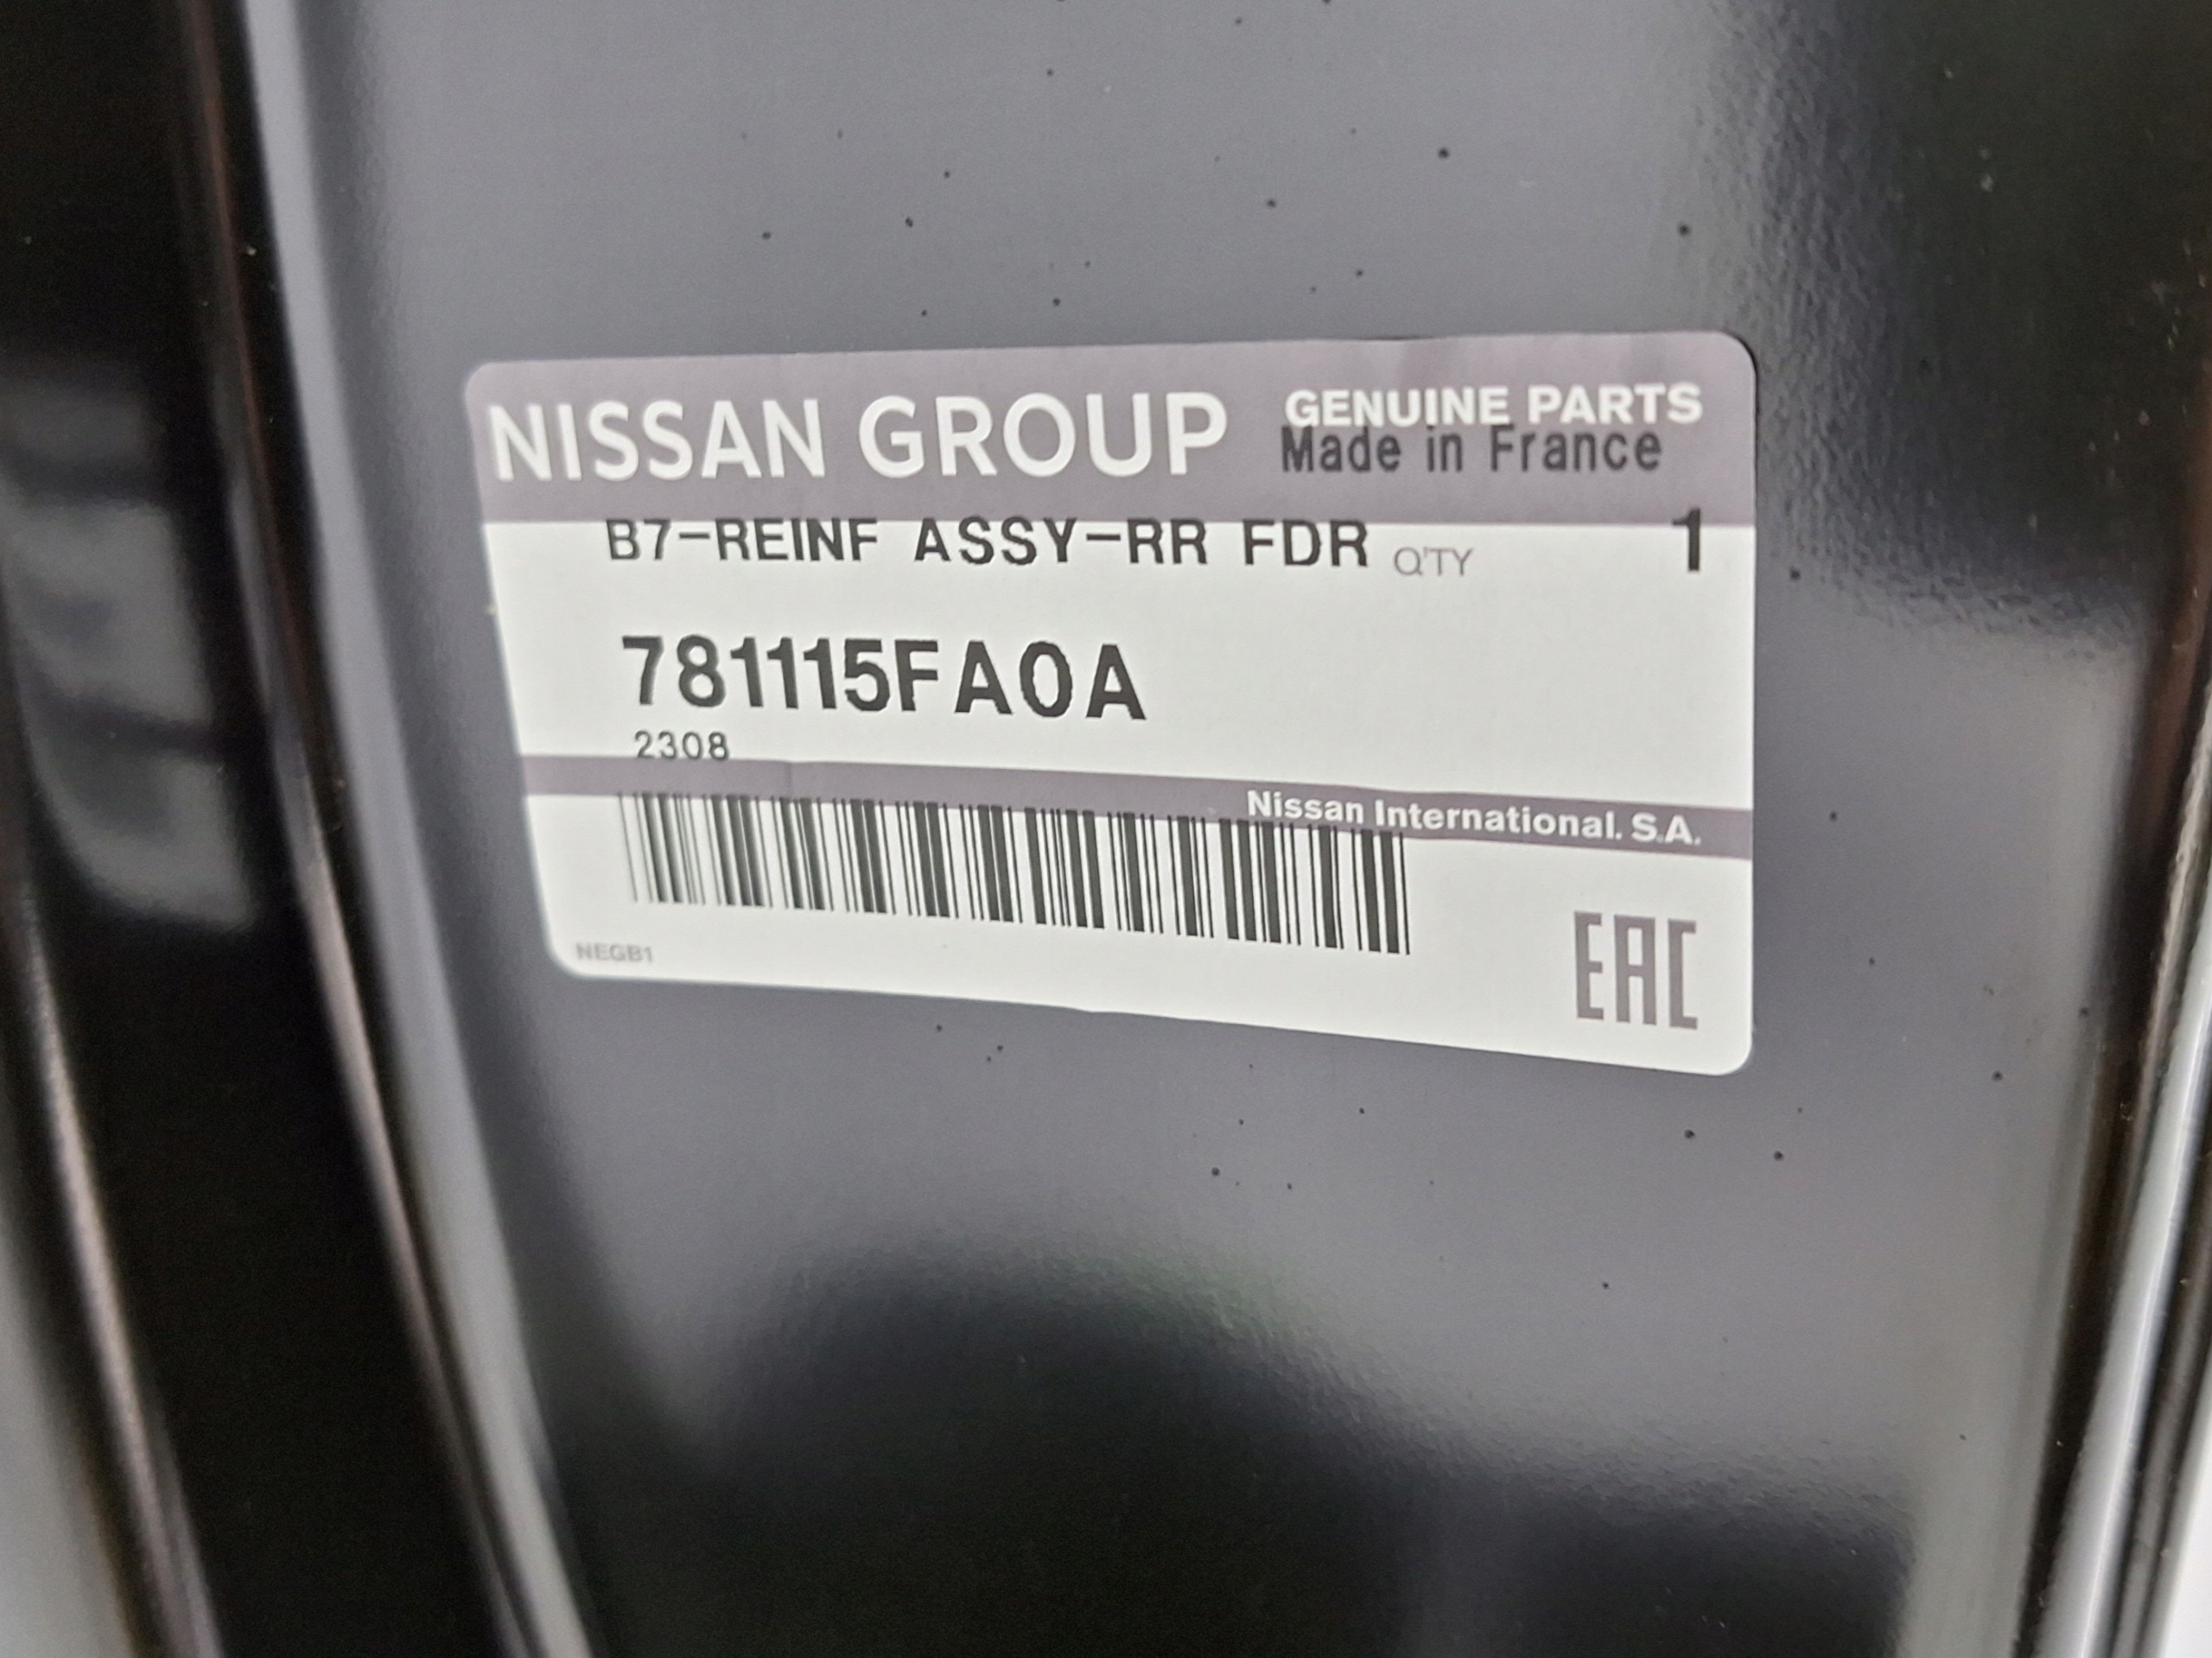 NISSAN GROUP GENUINE PARTS
Made in France
B7-REINF ASSY-RR FDR Q'TY 1
781115FA0A
2308
Nissan International. S.A.
NEGB1
EAC